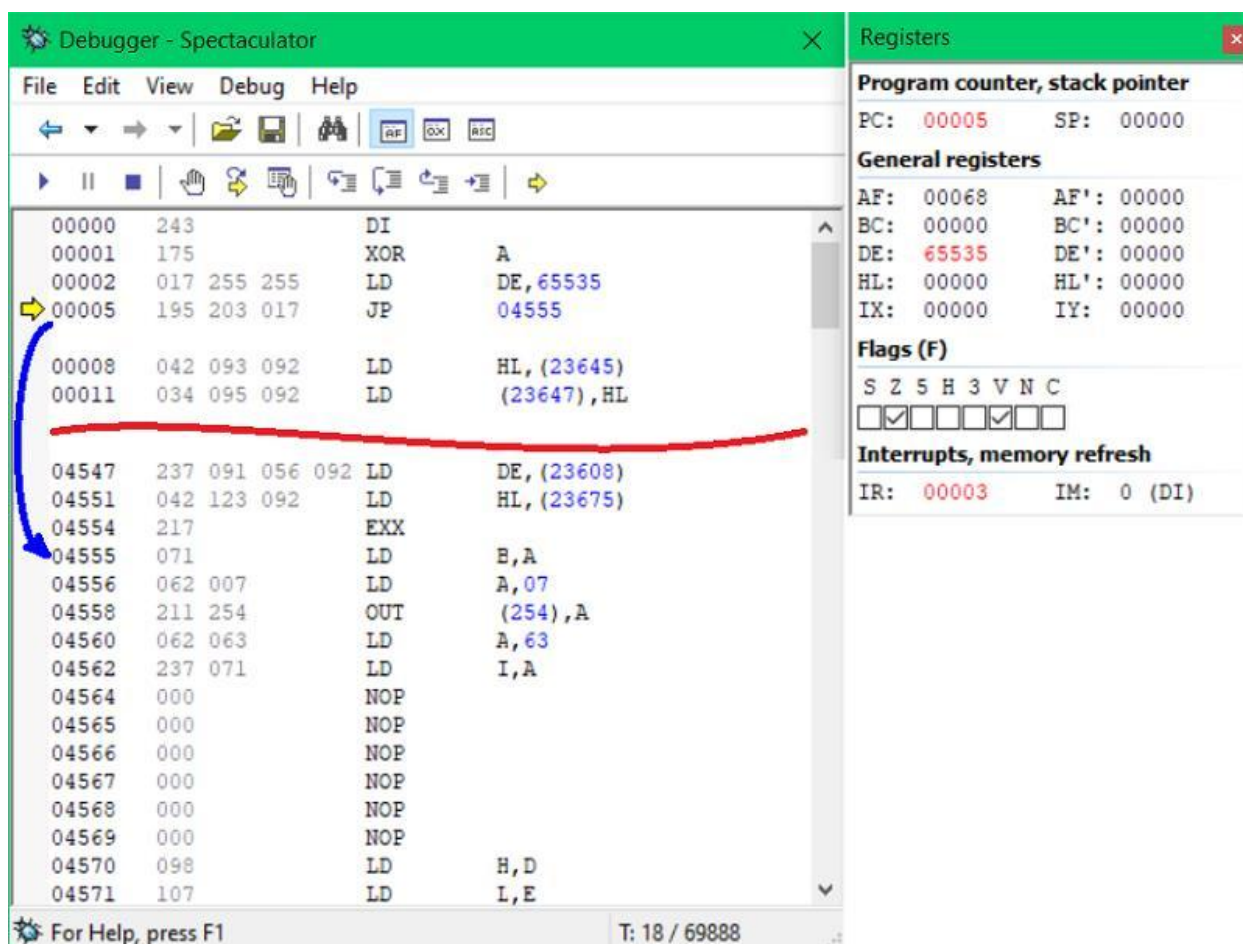 Debugger - Spectaculator
File Edit View Debug Help
AF 0X ASC
00000 243 DI
00001 175 XOR A
00002 017 255 255 LD DE,65535
00005 195 203 017 JP 04555
00008 042 093 092 LD HL,(23645)
00011 034 095 092 LD (23647),HL
04547 237 091 056 092 LD DE,(23608)
04551 042 123 092 LD HL,(23675)
04554 217 EXX
04555 071 LD B,A
04556 062 007 LD A,07
04558 211 254 OUT (254),A
04560 062 063 LD A,63
04562 237 071 LD I,A
04564 000 NOP
04565 000 NOP
04566 000 NOP
04567 000 NOP
04568 000 NOP
04569 000 NOP
04570 098 LD H,D
04571 107 LD L,E
For Help, press F1 T: 18 / 69888
Registers
Program counter, stack pointer
PC: 00005 SP: 00000
General registers
AF: 00068 AF': 00000
BC: 00000 BC': 00000
DE: 65535 DE': 00000
HL: 00000 HL': 00000
IX: 00000 IY: 00000
Flags (F)
S Z 5 H 3 V N C
Interrupts, memory refresh
IR: 00003 IM: 0 (DI)